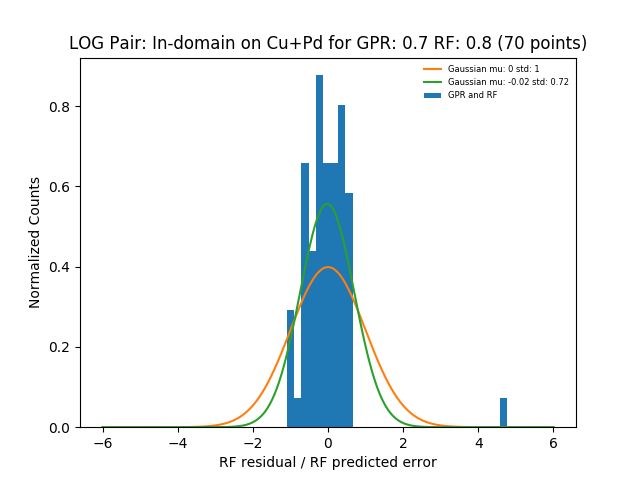 LOG Pair: In-domain on Cu+Pd for GPR: 0.7 RF: 0.8 (70 points)
Gaussian mu: 0 std: 1
Gaussian mu: -0.02 std: 0.72
GPR and RF
Normalized Counts
0.8
0.6
0.4
0.2
0.0
−6 −4 −2 0 2 4 6
RF residual / RF predicted error